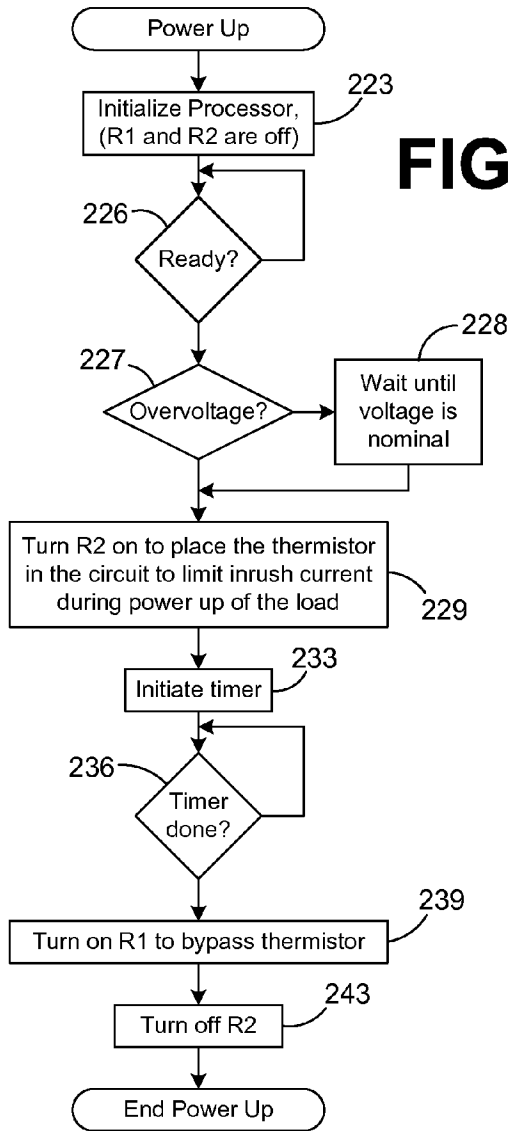 Power Up
223
Initialize Processor,
(R1 and R2 are off)
FIG
226
Ready?
227
228
Overvoltage?
Wait until
voltage is
nominal
Turn R2 on to place the thermistor
in the circuit to limit inrush current
during power up of the load
229
233
Initiate timer
236
Timer
done?
239
Turn on R1 to bypass thermistor
243
Turn off R2
End Power Up